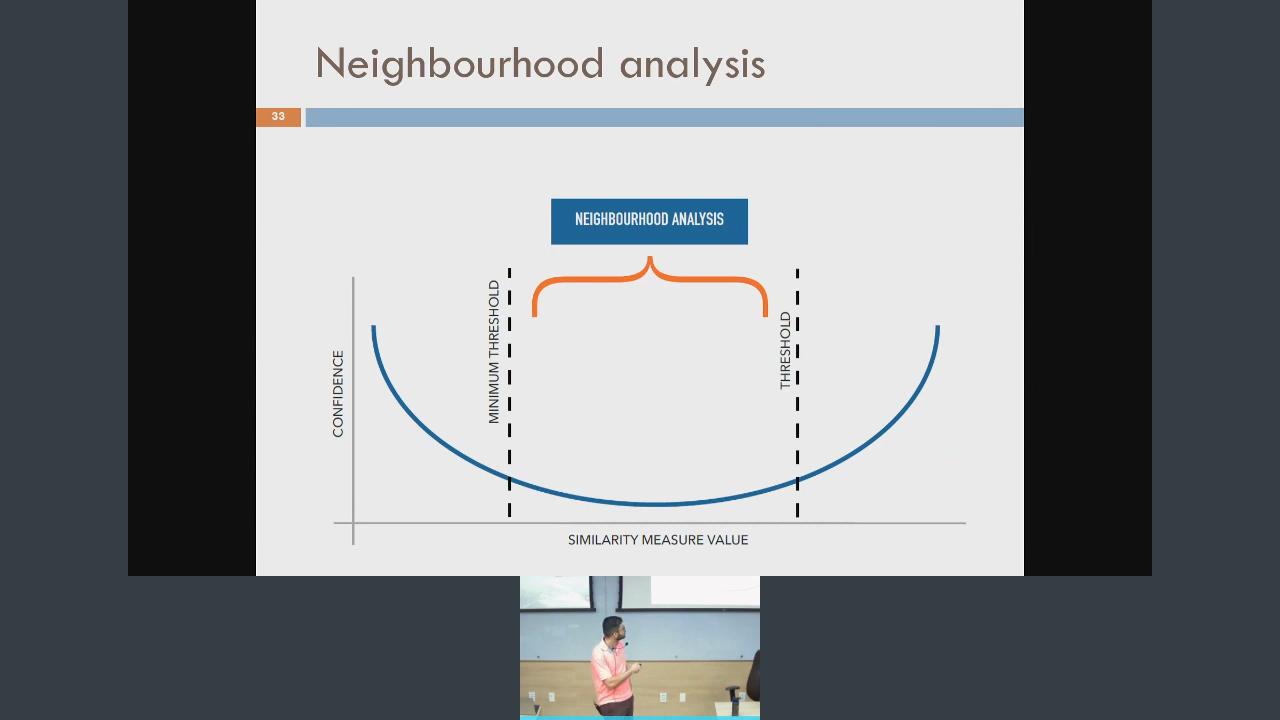 Neighbourhood analysis
33
NEIGHBOURHOOD ANALYSIS
MINIMUM THRESHOLD
THRESHOLD
CONFIDENCE
SIMILARITY MEASURE VALUE